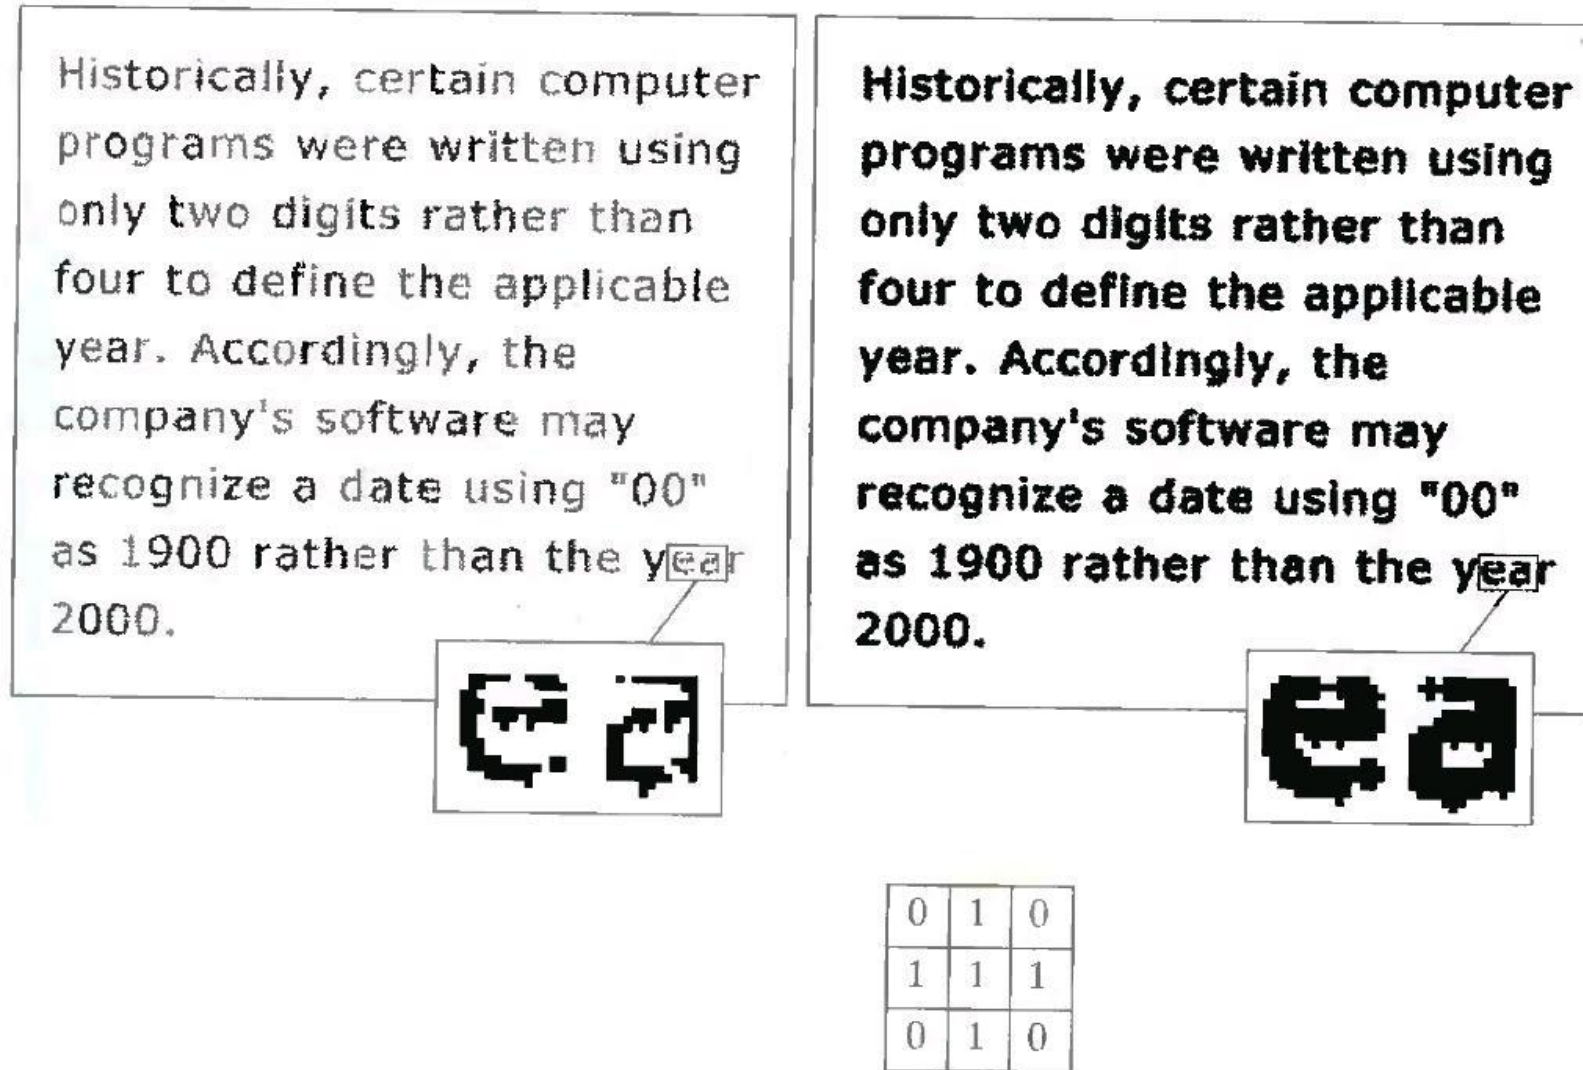 Historically, certain computer
programs were written using
only two digits rather than
four to define the applicable
year. Accordingly, the
company's software may
recognize a date using "00"
as 1900 rather than the year
2000.
ea
Historically, certain computer
programs were written using
only two digits rather than
four to define the applicable
year. Accordingly, the
company's software may
recognize a date using "00"
as 1900 rather than the year
2000.
ea
0 1 0
1 1 1
0 1 0